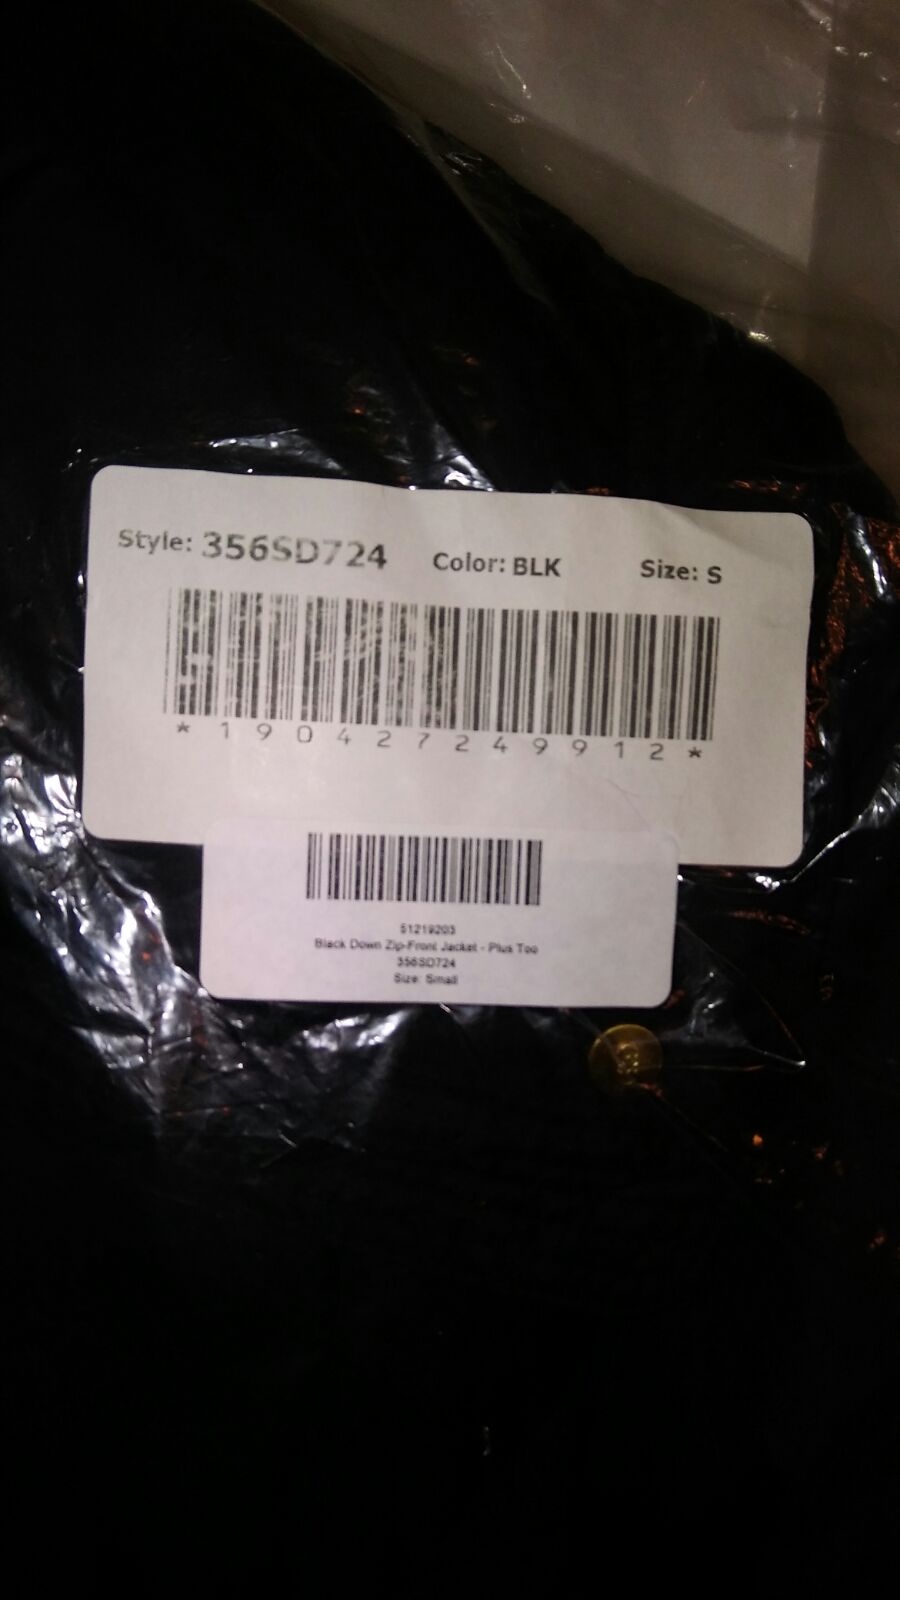 Style: 356SD724 Color: BLK Size: S
*190427249912*
51219203
Black Down Zip-Front Jacket - Plus Too
356SD724
Size: Small